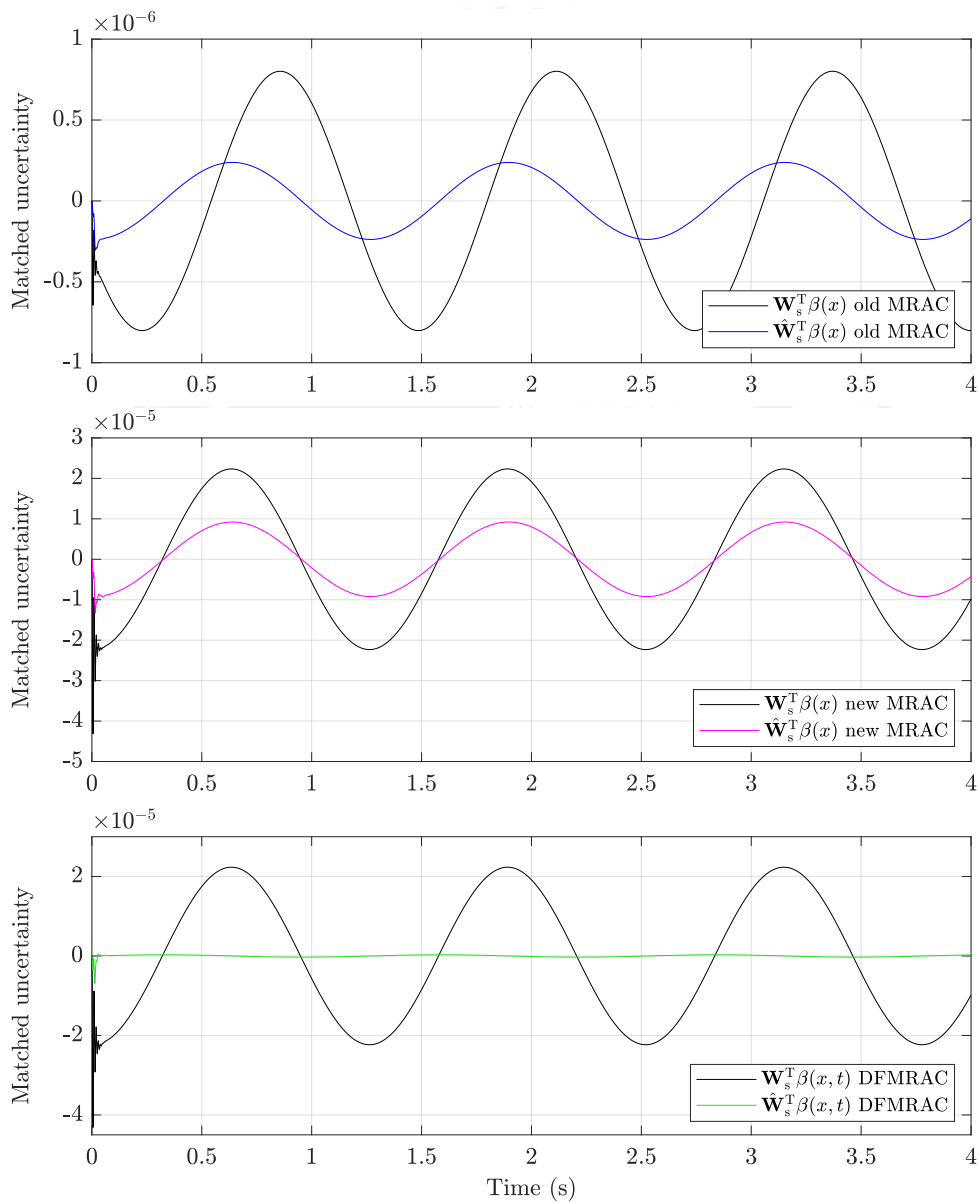 ×10⁻⁶
1
0.5
0
-0.5
-1
Matched uncertainty
𝐖ₛᵀβ(x) old MRAC
𝐖̂ₛᵀβ(x) old MRAC
0 0.5 1 1.5 2 2.5 3 3.5 4
×10⁻⁵
3
2
1
0
-1
-2
-3
-4
-5
Matched uncertainty
𝐖ₛᵀβ(x) new MRAC
𝐖̂ₛᵀβ(x) new MRAC
0 0.5 1 1.5 2 2.5 3 3.5 4
×10⁻⁵
2
0
-2
-4
Matched uncertainty
𝐖ₛᵀβ(x, t) DFMRAC
𝐖̂ₛᵀβ(x, t) DFMRAC
0 0.5 1 1.5 2 2.5 3 3.5 4
Time (s)